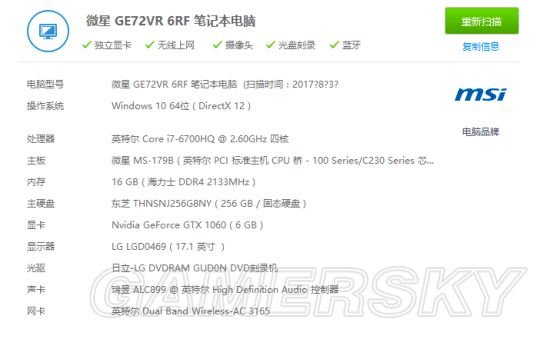 微星 GE72VR 6RF 笔记本电脑
重新扫描
独立显卡 无线上网 摄像头 光盘刻录 蓝牙
复制信息
电脑型号 微星 GE72VR 6RF 笔记本电脑 (扫描时间：2017?8?3?
操作系统 Windows 10 64位 ( DirectX 12 )
msi
电脑品牌
处理器 英特尔 Core i7-6700HQ @ 2.60GHz 四核
主板 微星 MS-179B ( 英特尔 PCI 标准主机 CPU 桥 - 100 Series/C230 Series 芯...
内存 16 GB ( 海力士 DDR4 2133MHz )
主硬盘 东芝 THNSNJ256G8NY ( 256 GB / 固态硬盘 )
显卡 Nvidia GeForce GTX 1060 ( 6 GB )
显示器 LG LGD0469 ( 17.1 英寸 )
光驱 日立-LG DVDRAM GUD0N DVD刻录机
声卡 瑞昱 ALC899 @ 英特尔 High Definition Audio 控制器
网卡 英特尔 Dual Band Wireless-AC 3165
GAMERSKY